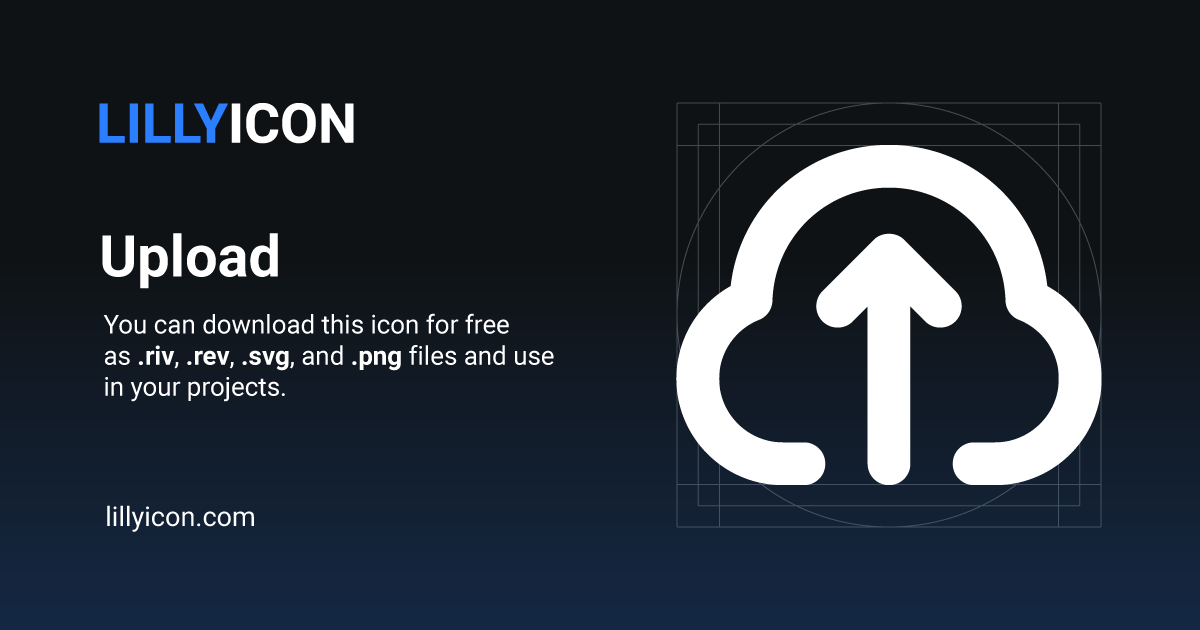 LILLYICON
Upload
You can download this icon for free
as .riv, .rev, .svg, and .png files and use
in your projects.
lillyicon.com